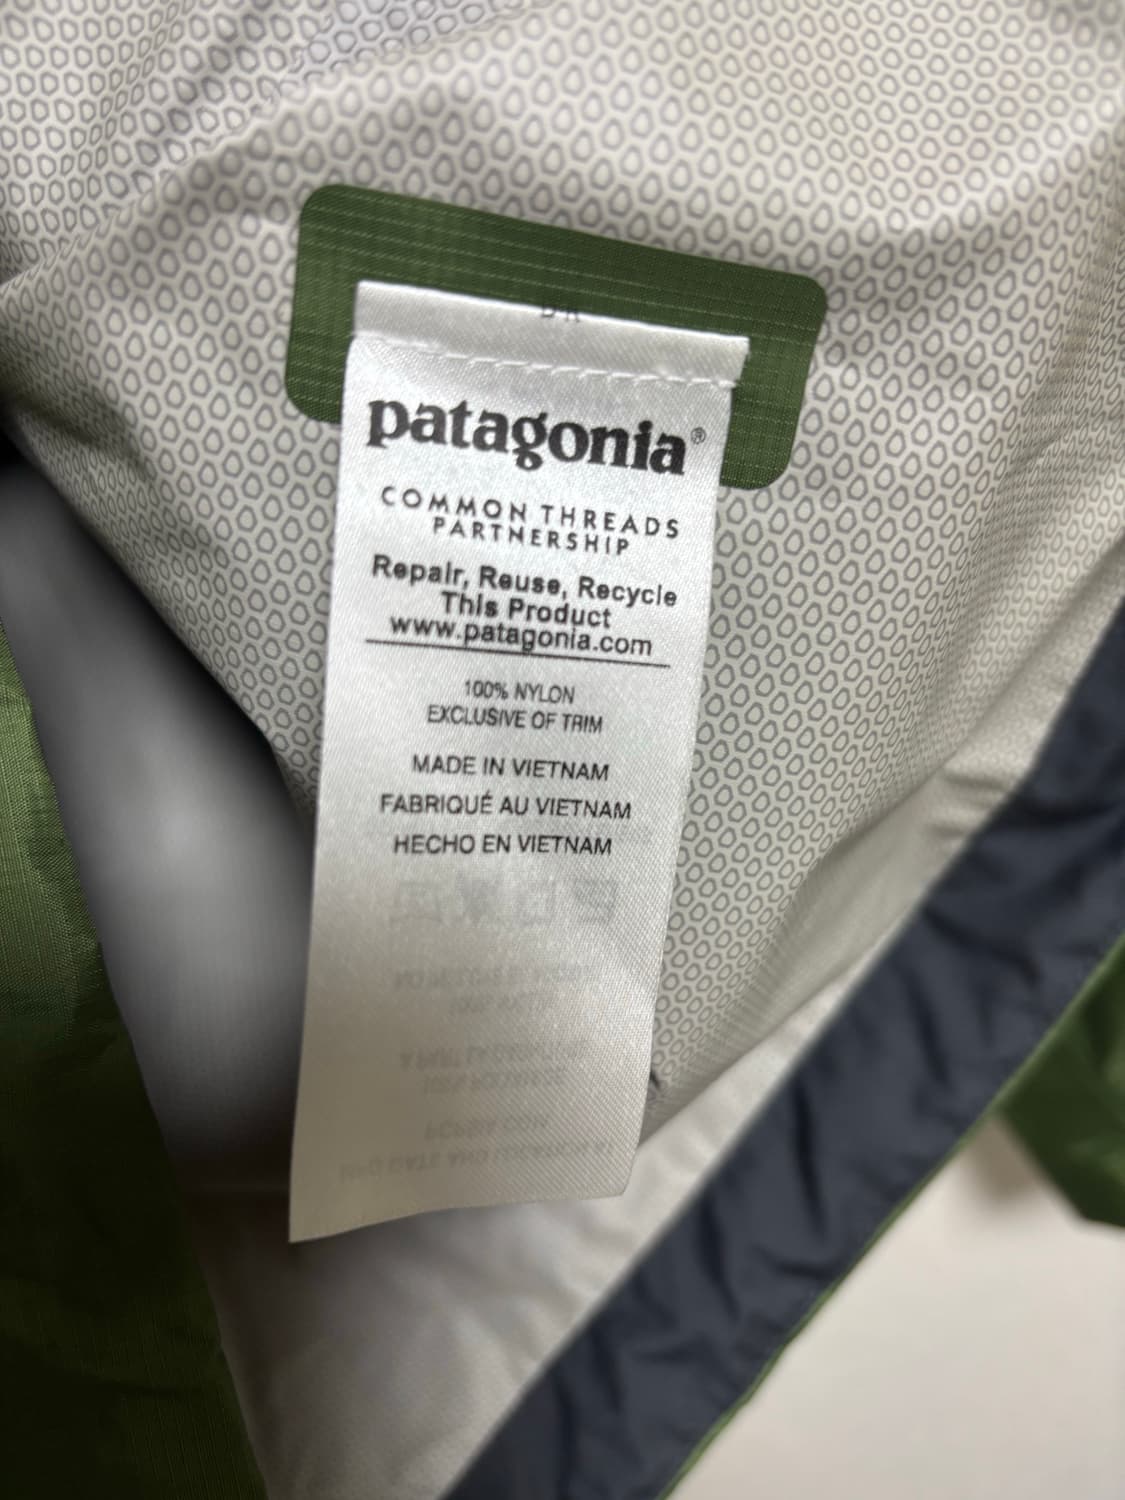 patagonia®
COMMON THREADS
PARTNERSHIP
Repair, Reuse, Recycle
This Product
www.patagonia.com
100% NYLON
EXCLUSIVE OF TRIM
MADE IN VIETNAM
FABRIQUÉ AU VIETNAM
HECHO EN VIETNAM